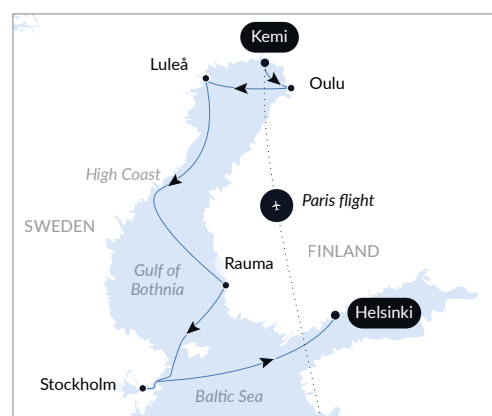 Kemi
Luleå
Oulu
High Coast
Paris flight
SWEDEN
FINLAND
Rauma
Gulf of
Bothnia
Helsinki
Stockholm
Baltic Sea